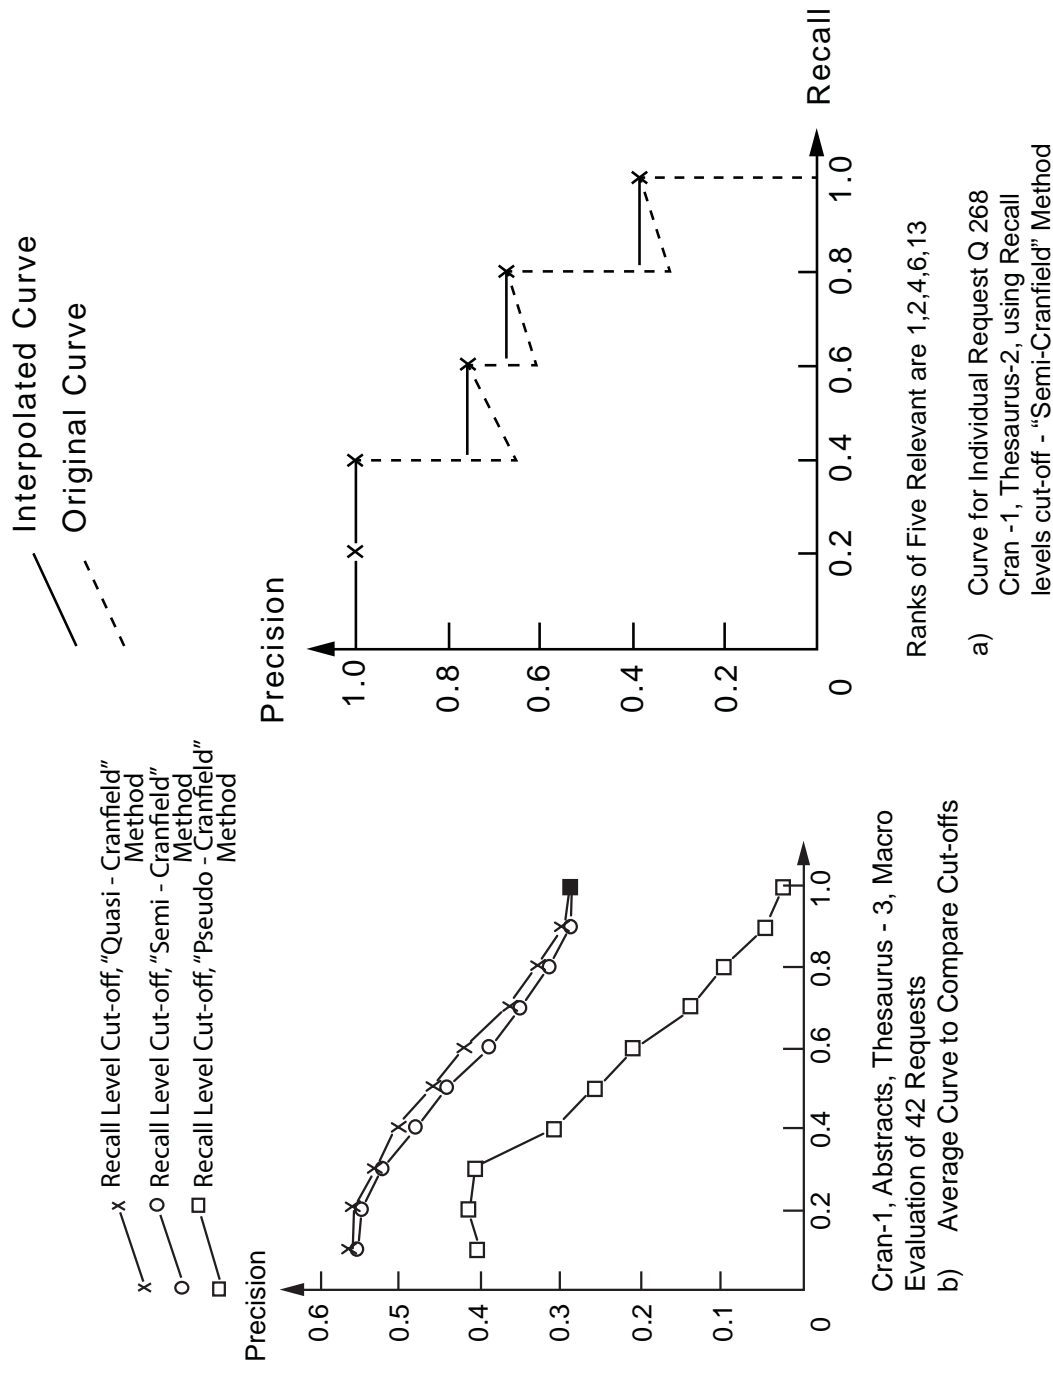 Interpolated Curve
Original Curve
Precision
1.0
0.8
0.6
0.4
0.2
0
0.2
0.4
0.6
0.8
1.0
Recall
Ranks of Five Relevant are 1,2,4,6,13
a) Curve for Individual Request Q 268
Cran -1, Thesaurus-2, using Recall
levels cut-off - “Semi-Cranfield” Method
x x Recall Level Cut-off, “Quasi - Cranfield”
Method
Recall Level Cut-off, “Semi - Cranfield”
Method
Recall Level Cut-off, “Pseudo - Cranfield”
Method
Precision
0.6
0.5
0.4
0.3
0.2
0.1
0
0.2
0.4
0.6
0.8
1.0
Cran-1, Abstracts, Thesaurus - 3, Macro
Evaluation of 42 Requests
b) Average Curve to Compare Cut-offs